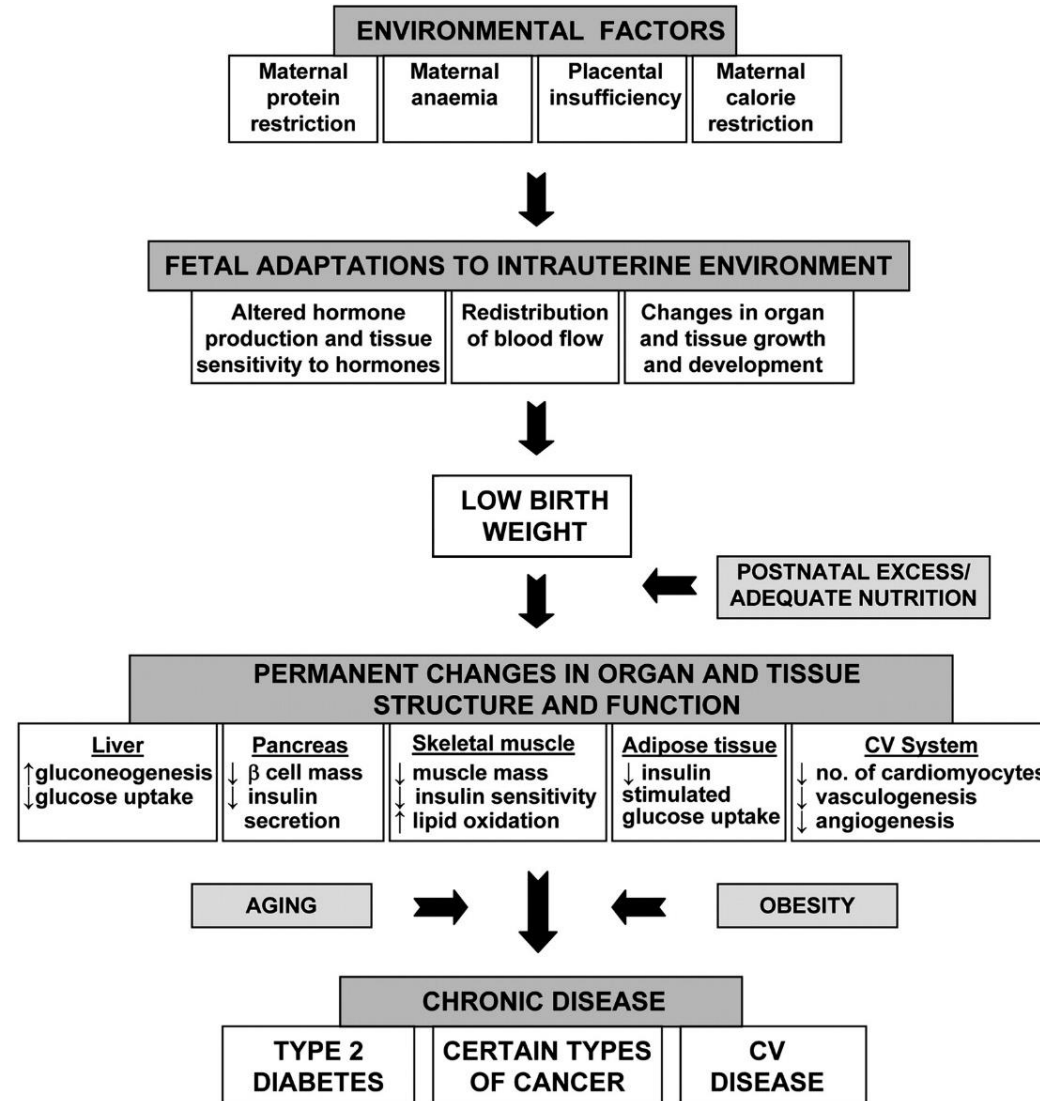 ENVIRONMENTAL FACTORS
Maternal
protein
restriction
Maternal
anaemia
Placental
insufficiency
Maternal
calorie
restriction
FETAL ADAPTATIONS TO INTRAUTERINE ENVIRONMENT
Altered hormone
production and tissue
sensitivity to hormones
Redistribution
of blood flow
Changes in organ
and tissue growth
and development
LOW BIRTH
WEIGHT
POSTNATAL EXCESS/
ADEQUATE NUTRITION
PERMANENT CHANGES IN ORGAN AND TISSUE
STRUCTURE AND FUNCTION
Liver
↑gluconeogenesis
↓glucose uptake
Pancreas
↓ β cell mass
↓ insulin
secretion
Skeletal muscle
↓ muscle mass
↓ insulin sensitivity
↑ lipid oxidation
Adipose tissue
↓ insulin
stimulated
glucose uptake
CV System
↓ no. of cardiomyocytes
↓ vasculogenesis
↓ angiogenesis
AGING
OBESITY
CHRONIC DISEASE
TYPE 2
DIABETES
CERTAIN TYPES
OF CANCER
CV
DISEASE